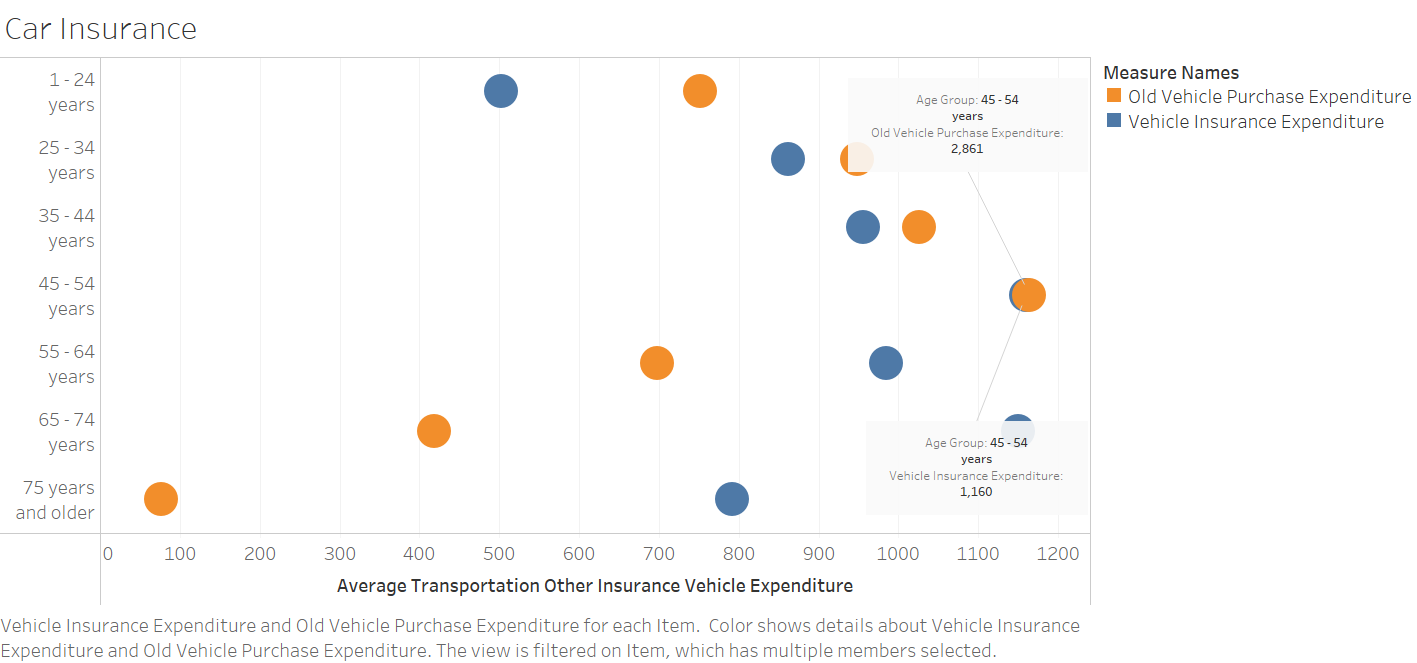 Car Insurance
1 - 24
years
25 - 34
years
35 - 44
years
45 - 54
years
55 - 64
years
65 - 74
years
75 years
and older
Age Group: 45 - 54
years
Old Vehicle Purchase Expenditure:
2,861
Age Group: 45 - 54
years
Vehicle Insurance Expenditure:
1,160
0 100 200 300 400 500 600 700 800 900 1000 1100 1200
Average Transportation Other Insurance Vehicle Expenditure
Measure Names
Old Vehicle Purchase Expenditure
Vehicle Insurance Expenditure
Vehicle Insurance Expenditure and Old Vehicle Purchase Expenditure for each Item.  Color shows details about Vehicle Insurance
Expenditure and Old Vehicle Purchase Expenditure. The view is filtered on Item, which has multiple members selected.